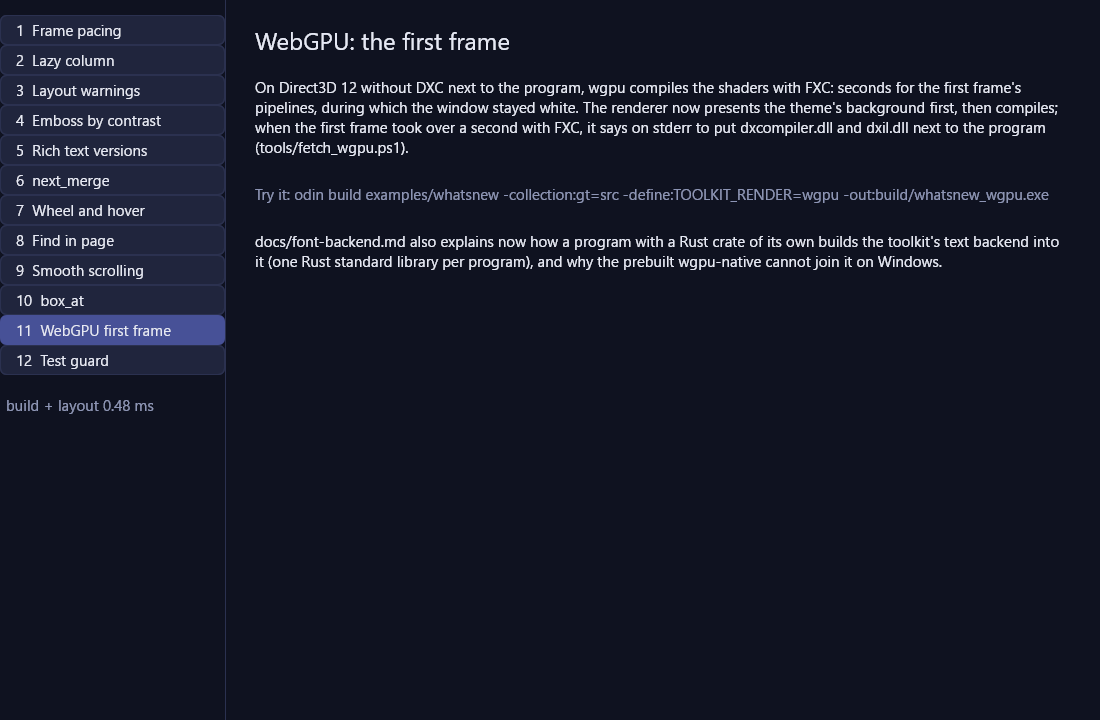 1 Frame pacing
2 Lazy column
3 Layout warnings
4 Emboss by contrast
5 Rich text versions
6 next_merge
7 Wheel and hover
8 Find in page
9 Smooth scrolling
10 box_at
11 WebGPU first frame
12 Test guard
build + layout 0.48 ms
WebGPU: the first frame
On Direct3D 12 without DXC next to the program, wgpu compiles the shaders with FXC: seconds for the first frame's
pipelines, during which the window stayed white. The renderer now presents the theme's background first, then compiles;
when the first frame took over a second with FXC, it says on stderr to put dxcompiler.dll and dxil.dll next to the program
(tools/fetch_wgpu.ps1).
Try it: odin build examples/whatsnew -collection:gt=src -define:TOOLKIT_RENDER=wgpu -out:build/whatsnew_wgpu.exe
docs/font-backend.md also explains now how a program with a Rust crate of its own builds the toolkit's text backend into
it (one Rust standard library per program), and why the prebuilt wgpu-native cannot join it on Windows.